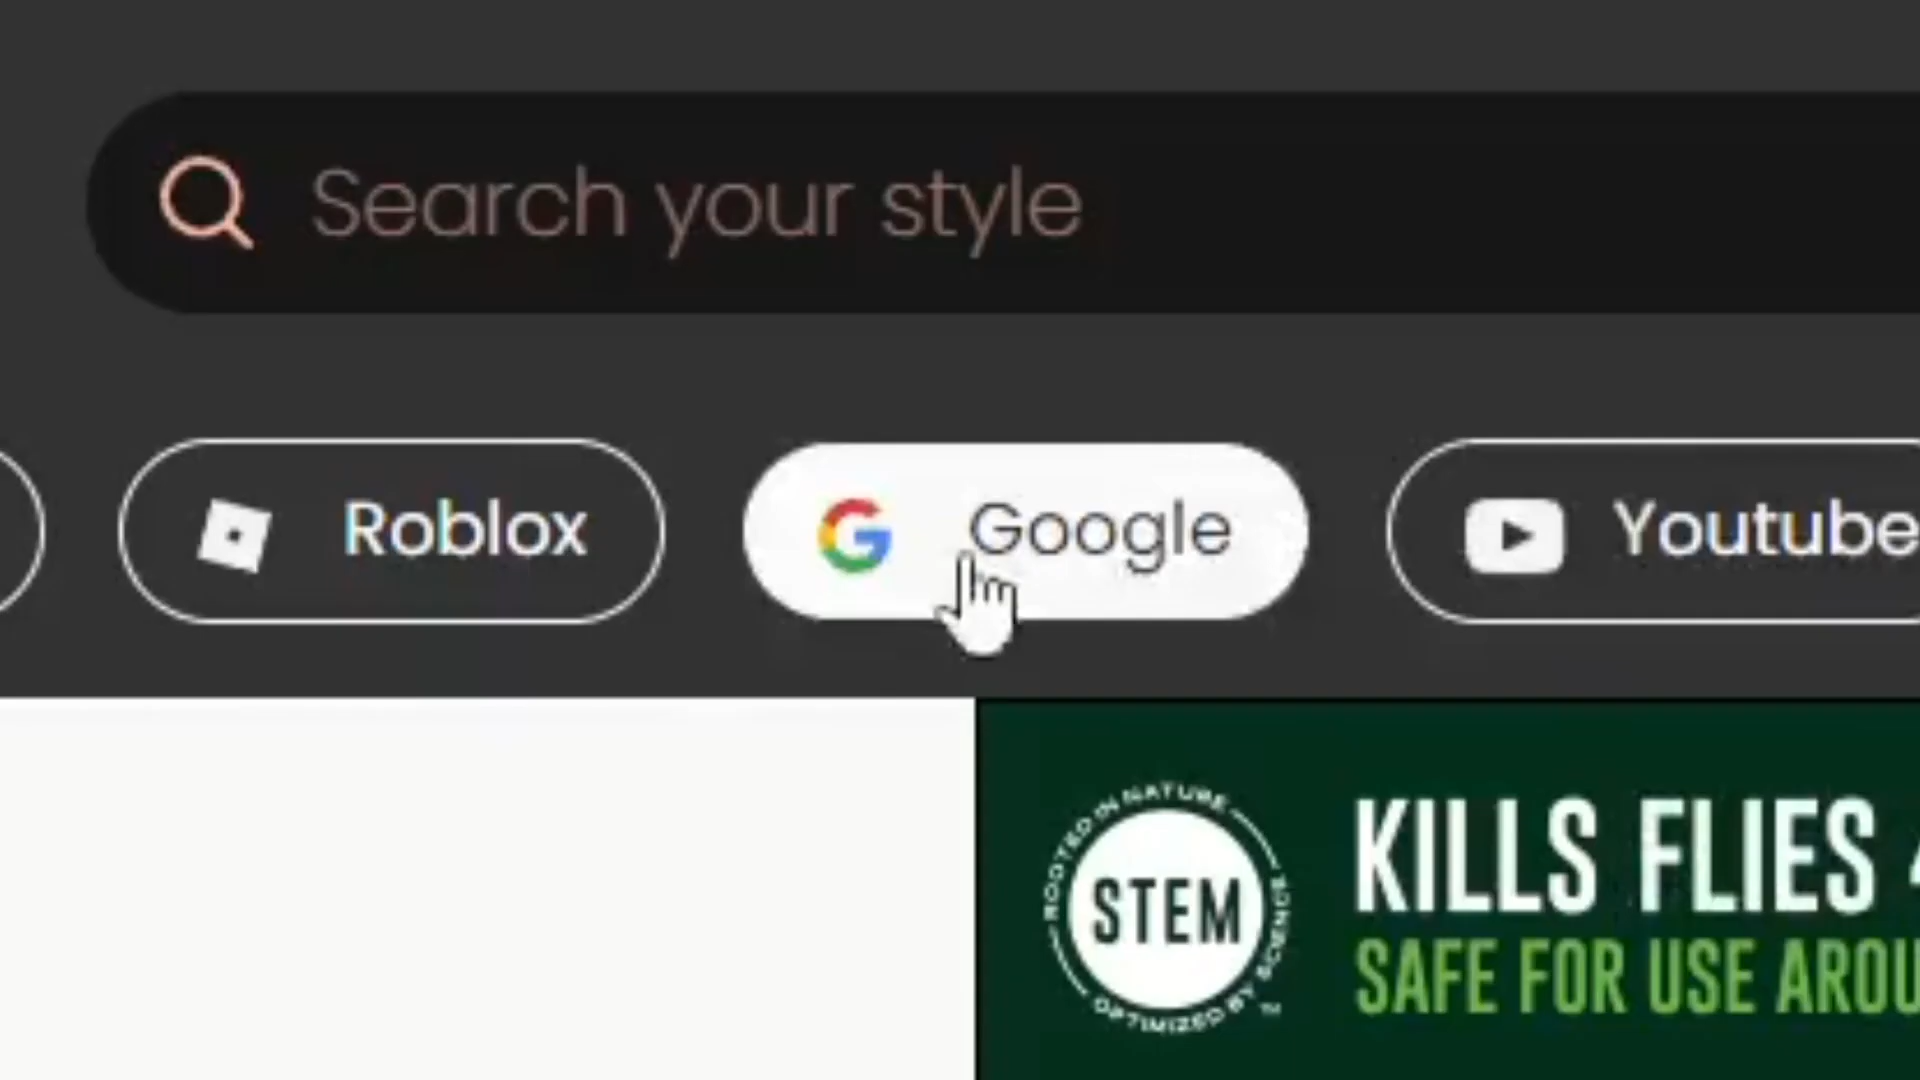 Search your style
Roblox
Google
Youtube
ROOTED IN NATURE
STEM
OPTIMIZED BY SCIENCE
TM
KILLS FLIES
SAFE FOR USE AROU